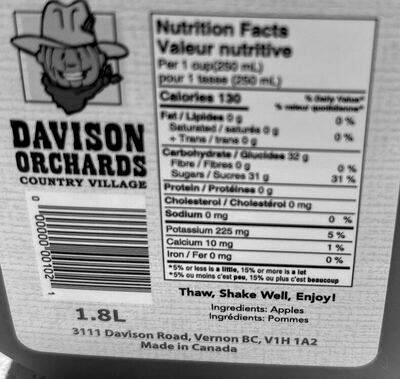 DAVISON
ORCHARDS
COUNTRY VILLAGE
0 00000 00102 1
1.8L
Nutrition Facts
Valeur nutritive
Per 1 cup(250 mL)
pour 1 tasse (250 mL)
Calories 130
% Daily Value*
% valeur quotidienne*
Fat / Lipides 0 g 0 %
Saturated / saturés 0 g
+ Trans / trans 0 g 0 %
Carbohydrate / Glucides 32 g
Fibre / Fibres 0 g 0 %
Sugars / Sucres 31 g 31 %
Protein / Protéines 0 g
Cholesterol / Cholestérol 0 mg
Sodium 0 mg 0 %
Potassium 225 mg 5 %
Calcium 10 mg 1 %
Iron / Fer 0 mg 0 %
*5% or less is a little, 15% or more is a lot
*5% ou moins c'est peu, 15% ou plus c'est beaucoup
Thaw, Shake Well, Enjoy!
Ingredients: Apples
Ingrédients: Pommes
3111 Davison Road, Vernon BC, V1H 1A2
Made in Canada